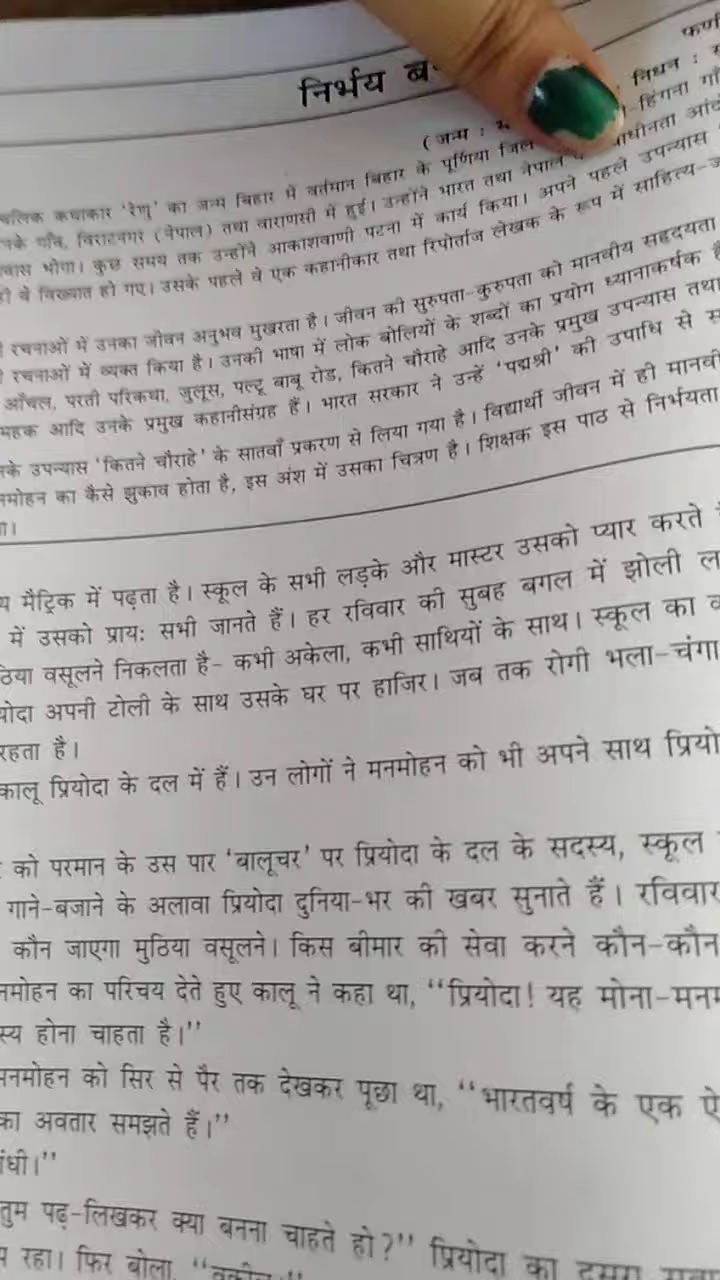 निर्भय
फणी
( जन्म : निधन :
हिंगना गाँ
कथाकार 'रेणु' का जन्म बिहार में वर्तमान बिहार के पूर्णिया जिले
गाँव, विराटनगर (नेपाल) तथा वाराणसी में हुई। उन्होंने भारत तथा नेपाल के स्वाधीनता
भोगा। कुछ समय तक उन्होंने आकाशवाणी पटना में कार्य किया। अपने पहले उपन्यास
ही वे विख्यात हो गए। उसके पहले वे एक कहानीकार तथा रिपोर्ताज लेखक के रूप में साहित्य-ज
रचनाओं में उनका जीवन अनुभव मुखरता है। जीवन की सुरुपता-कुरुपता को मानवीय सहृदयता
रचनाओं में व्यक्त किया है। उनकी भाषा में लोक बोलियों के शब्दों का प्रयोग ध्यानाकर्षक है
आँचल, परती परिकथा, जुलूस, पल्टू बाबू रोड, कितने चौराहे आदि उनके प्रमुख उपन्यास तथा
महक आदि उनके प्रमुख कहानीसंग्रह हैं। भारत सरकार ने उन्हें 'पद्मश्री' की उपाधि से स
नके उपन्यास 'कितने चौराहे' के सातवाँ प्रकरण से लिया गया है। विद्यार्थी जीवन में ही मानवी
नमोहन का कैसे झुकाव होता है, इस अंश में उसका चित्रण है। शिक्षक इस पाठ से निर्भयता
ा।
य मैट्रिक में पढ़ता है। स्कूल के सभी लड़के और मास्टर उसको प्यार करते
में उसको प्रायः सभी जानते हैं। हर रविवार की सुबह बगल में झोली ल
ठिया वसूलने निकलता है- कभी अकेला, कभी साथियों के साथ। स्कूल का व
योदा अपनी टोली के साथ उसके घर पर हाजिर। जब तक रोगी भला-चंगा
रहता है।
कालू प्रियोदा के दल में हैं। उन लोगों ने मनमोहन को भी अपने साथ प्रियो
को परमान के उस पार 'बालूचर' पर प्रियोदा के दल के सदस्य, स्कूल
गाने-बजाने के अलावा प्रियोदा दुनिया-भर की खबर सुनाते हैं। रविवार
कौन जाएगा मुठिया वसूलने। किस बीमार की सेवा करने कौन-कौन
नमोहन का परिचय देते हुए कालू ने कहा था, "प्रियोदा! यह मोना-मनम
स्य होना चाहता है।"
मनमोहन को सिर से पैर तक देखकर पूछा था, "भारतवर्ष के एक ऐ
का अवतार समझते हैं।"
ांधी।"
तुम पढ़-लिखकर क्या बनना चाहते हो?" प्रियोदा का दूसरा
प रहा। फिर बोला, "वकील।"